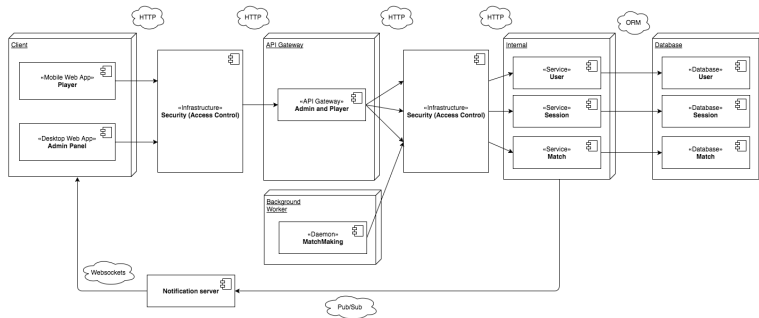 HTTP
HTTP
HTTP
HTTP
ORM
Client
«Mobile Web App»
Player
«Desktop Web App»
Admin Panel
«Infrastructure»
Security (Access Control)
API Gateway
«API Gateway»
Admin and Player
Background
Worker
«Daemon»
MatchMaking
«Infrastructure»
Security (Access Control)
Internal
«Service»
User
«Service»
Session
«Service»
Match
Database
«Database»
User
«Database»
Session
«Database»
Match
Websockets
Notification server
Pub/Sub